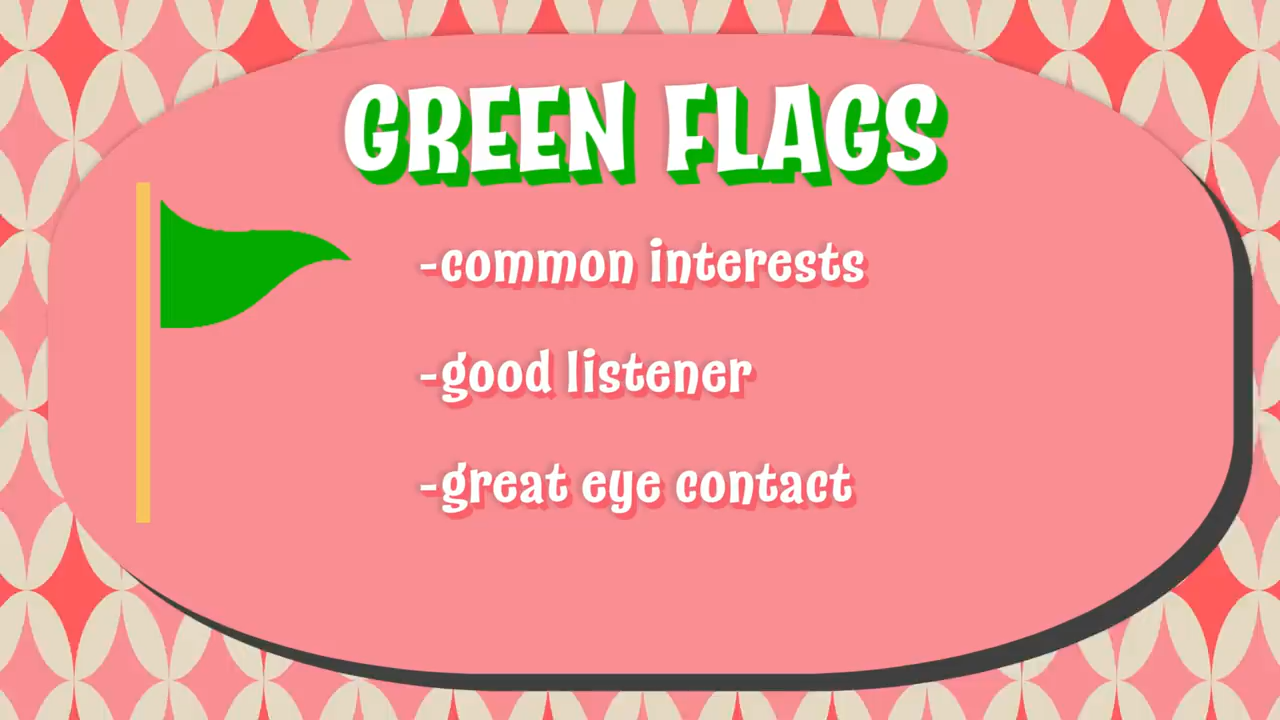 GREEN FLAGS
-common interests
-good listener
-great eye contact